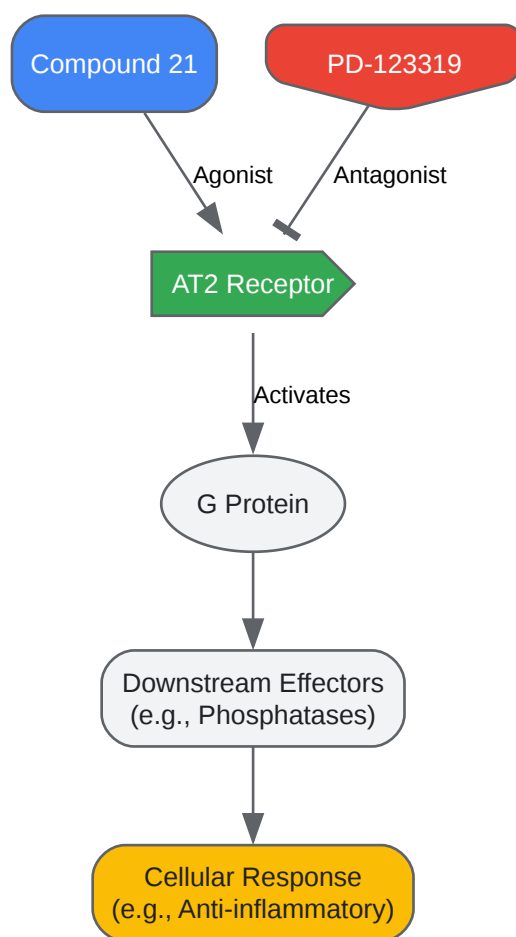 Compound 21
PD-123319
Agonist
Antagonist
AT2 Receptor
Activates
G Protein
Downstream Effectors
(e.g., Phosphatases)
Cellular Response
(e.g., Anti-inflammatory)